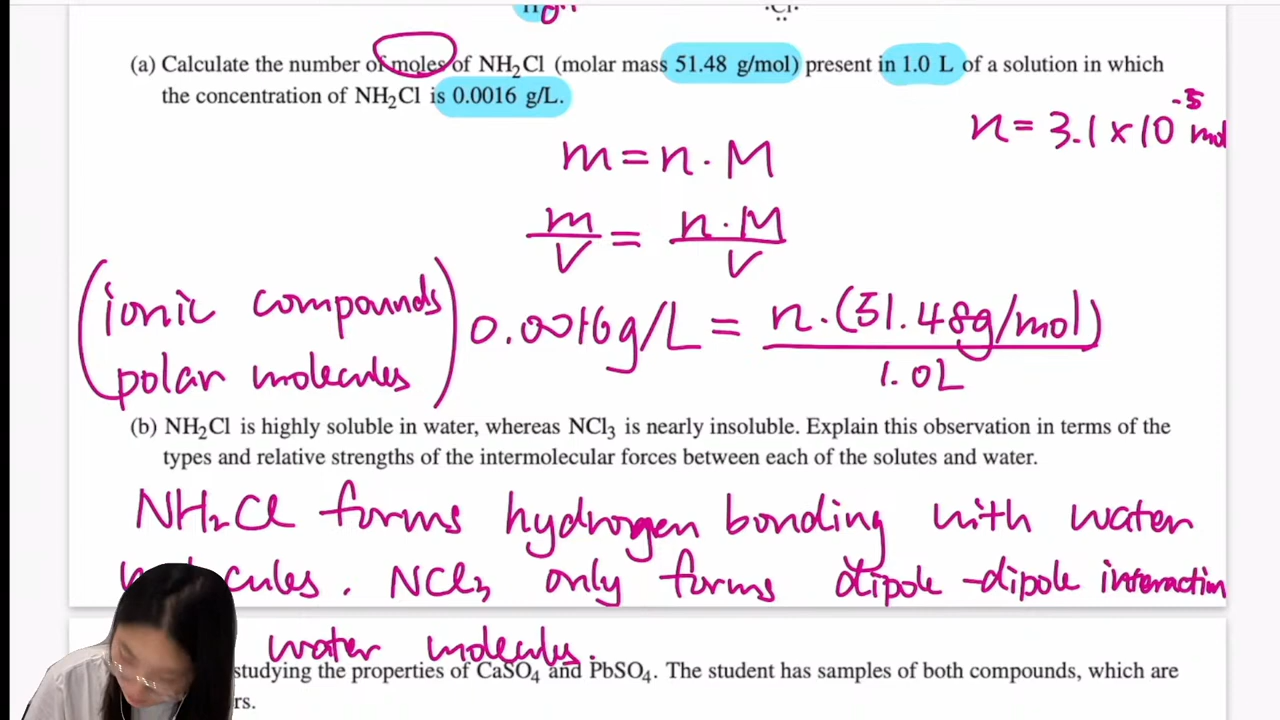 ·Cl·
(a) Calculate the number of moles of NH₂Cl (molar mass 51.48 g/mol) present in 1.0 L of a solution in which
the concentration of NH₂Cl is 0.0016 g/L.
n = 3.1 x 10⁻⁵ mol
m = n · M
m/V = n · M/V
(ionic compounds
polar molecules)
0.0016 g/L = n · (51.48 g/mol)/1.0L
(b) NH₂Cl is highly soluble in water, whereas NCl₃ is nearly insoluble. Explain this observation in terms of the
types and relative strengths of the intermolecular forces between each of the solutes and water.
NH₂Cl forms hydrogen bonding with water
molecules. NCl₃ only forms dipole-dipole interaction
water molecules.
studying the properties of CaSO₄ and PbSO₄. The student has samples of both compounds, which are
rs.